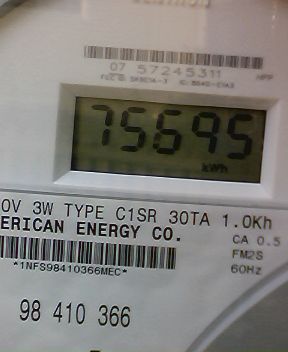 07 57245311
75695
kWh
0V 3W TYPE C1SR 30TA 1.0Kh
ERICAN ENERGY CO.
CA 0.5
FM2S
60Hz
*1NFS98410366MEC*
98 410 366